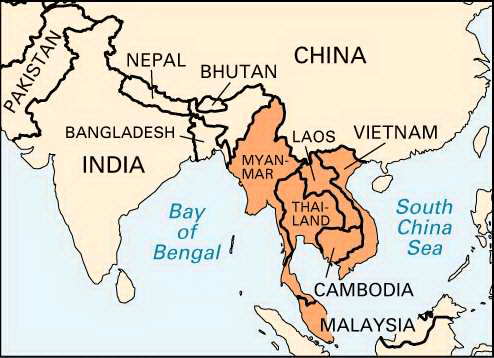 CHINA
PAKISTAN
NEPAL
BHUTAN
BANGLADESH
LAOS
VIETNAM
INDIA
MYAN-
MAR
THAI-
LAND
Bay
of
Bengal
South
China
Sea
CAMBODIA
MALAYSIA